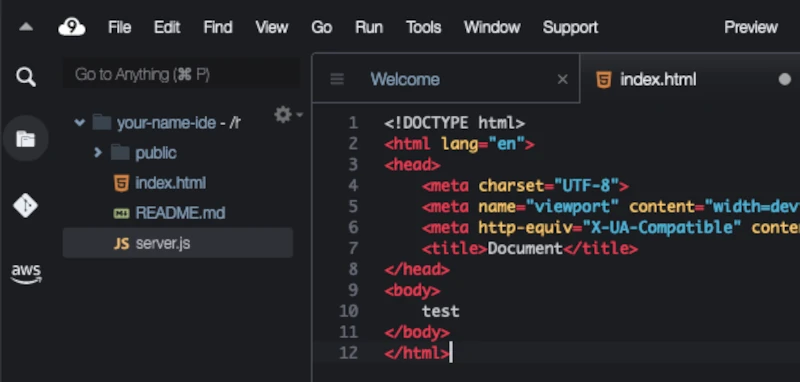 9 File Edit Find View Go Run Tools Window Support Preview
Go to Anything (⌘ P)
your-name-ide - /h
public
index.html
README.md
JS server.js
aws
Welcome × index.html
1 <!DOCTYPE html>
2 <html lang="en">
3 <head>
4 <meta charset="UTF-8">
5 <meta name="viewport" content="width=dev
6 <meta http-equiv="X-UA-Compatible" conten
7 <title>Document</title>
8 </head>
9 <body>
10 test
11 </body>
12 </html>